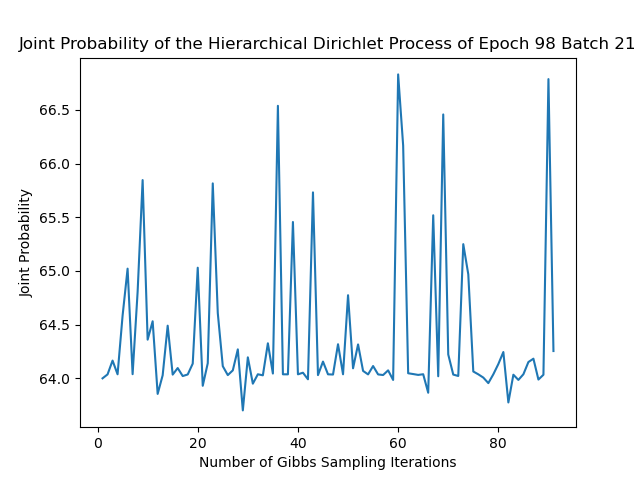 Joint Probability of the Hierarchical Dirichlet Process of Epoch 98 Batch 21
66.5
66.0
65.5
65.0
64.5
64.0
Joint Probability
0 20 40 60 80
Number of Gibbs Sampling Iterations